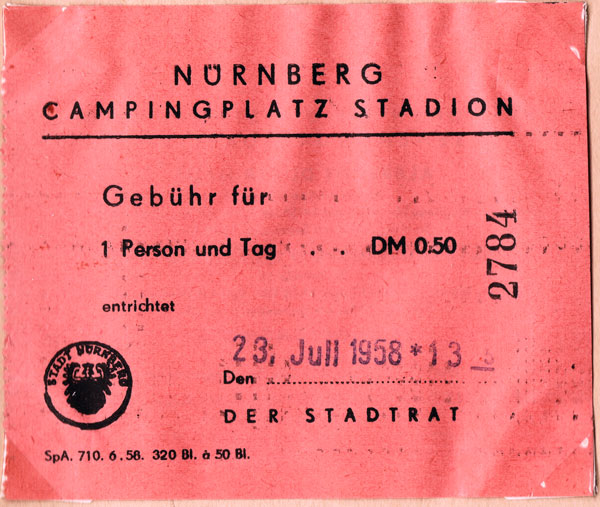 NÜRNBERG
CAMPINGPLATZ STADION
Gebühr für
1 Person und Tag . . DM 0.50
2784
entrichtet
23. Juli 1958 * 13
Den
STADT NÜRNBERG
DER STADTRAT
SpA. 710. 6. 58. 320 Bl. à 50 Bl.